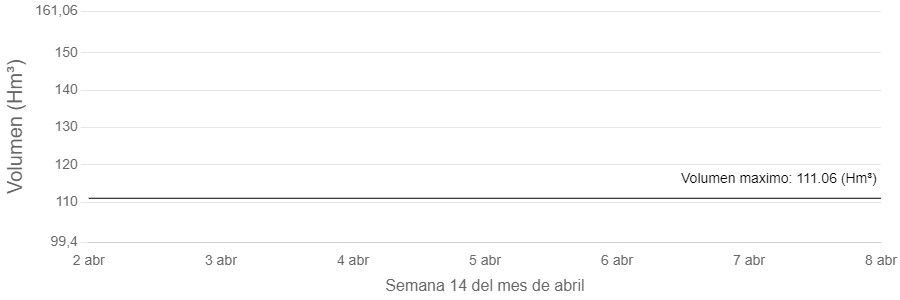 161,06
150
140
130
120
110
99,4
Volumen (Hm³)
Volumen maximo: 111.06 (Hm³)
2 abr
3 abr
4 abr
5 abr
6 abr
7 abr
8 abr
Semana 14 del mes de abril